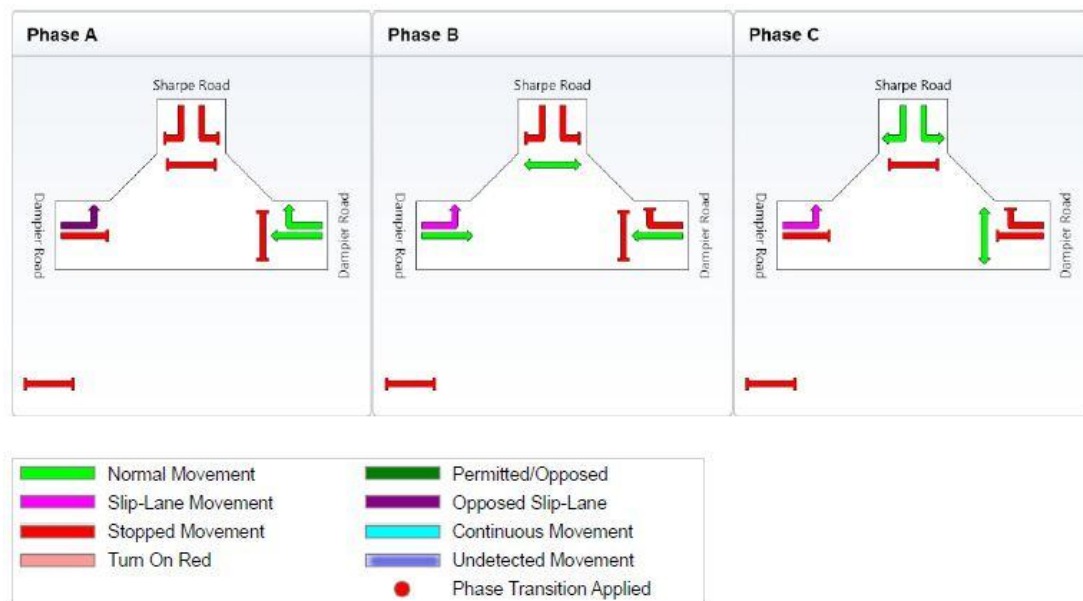 Phase A
Phase B
Phase C
Sharpe Road
Sharpe Road
Sharpe Road
Dampier Road
Dampier Road
Dampier Road
Dampier Road
Dampier Road
Dampier Road
Normal Movement
Permitted/Opposed
Slip-Lane Movement
Opposed Slip-Lane
Stopped Movement
Continuous Movement
Turn On Red
Undetected Movement
Phase Transition Applied